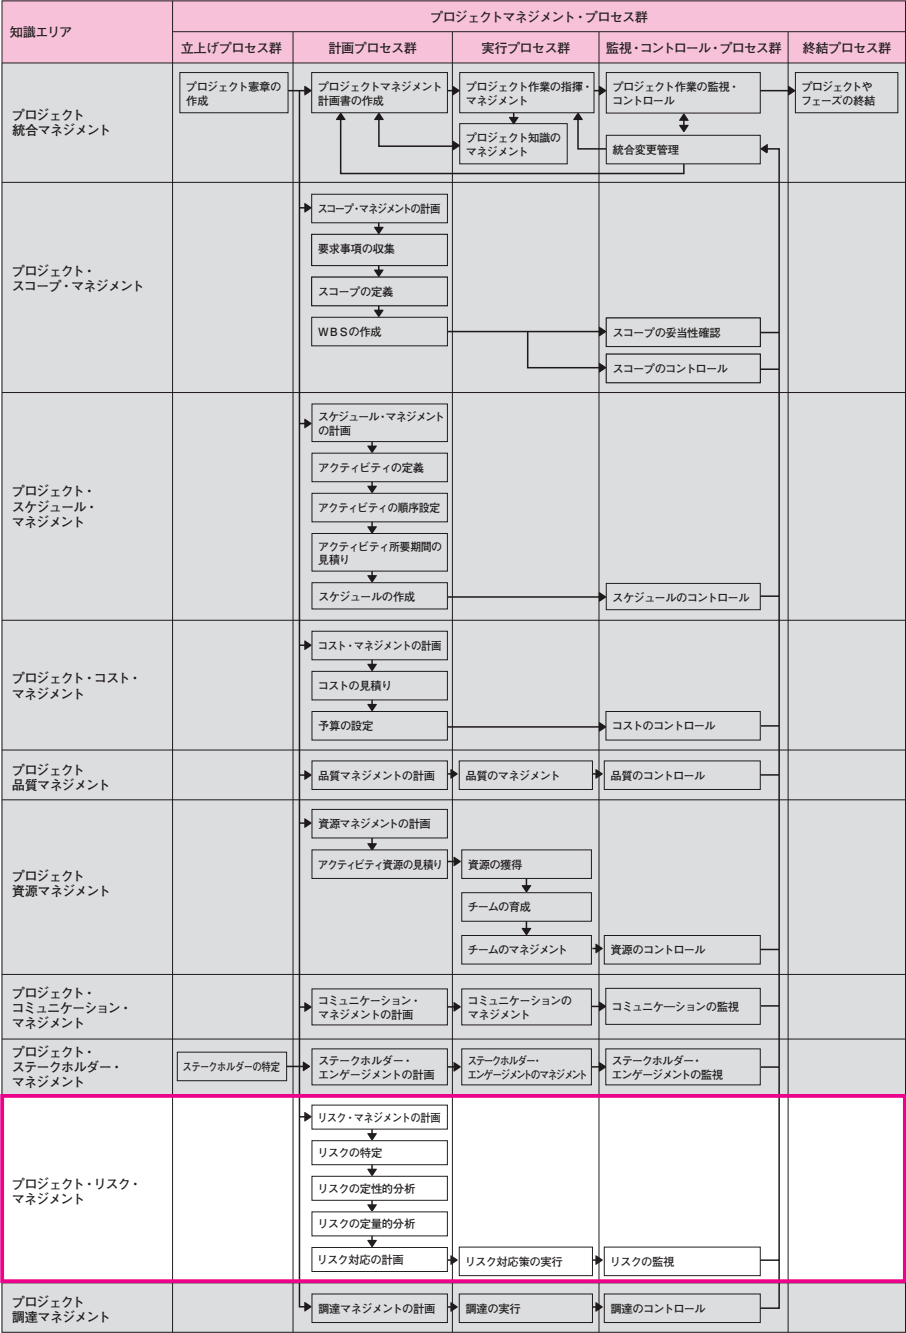 知識エリア
プロジェクトマネジメント・プロセス群
立上げプロセス群
計画プロセス群
実行プロセス群
監視・コントロール・プロセス群
終結プロセス群
プロジェクト
統合マネジメント
プロジェクト憲章の
作成
プロジェクトマネジメント
計画書の作成
プロジェクト作業の指揮・
マネジメント
プロジェクト知識の
マネジメント
プロジェクト作業の監視・
コントロール
統合変更管理
プロジェクトや
フェーズの終結
プロジェクト・
スコープ・マネジメント
スコープ・マネジメントの計画
要求事項の収集
スコープの定義
WBSの作成
スコープの妥当性確認
スコープのコントロール
プロジェクト・
スケジュール・
マネジメント
スケジュール・マネジメント
の計画
アクティビティの定義
アクティビティの順序設定
アクティビティ所要期間の
見積り
スケジュールの作成
スケジュールのコントロール
プロジェクト・コスト・
マネジメント
コスト・マネジメントの計画
コストの見積り
予算の設定
コストのコントロール
プロジェクト
品質マネジメント
品質マネジメントの計画
品質のマネジメント
品質のコントロール
プロジェクト
資源マネジメント
資源マネジメントの計画
アクティビティ資源の見積り
資源の獲得
チームの育成
チームのマネジメント
資源のコントロール
プロジェクト・
コミュニケーション・
マネジメント
コミュニケーション・
マネジメントの計画
コミュニケーションの
マネジメント
コミュニケーションの監視
プロジェクト・
ステークホルダー・
マネジメント
ステークホルダーの特定
ステークホルダー・
エンゲージメントの計画
ステークホルダー・
エンゲージメントのマネジメント
ステークホルダー・
エンゲージメントの監視
プロジェクト・リスク・
マネジメント
リスク・マネジメントの計画
リスクの特定
リスクの定性的分析
リスクの定量的分析
リスク対応の計画
リスク対応策の実行
リスクの監視
プロジェクト
調達マネジメント
調達マネジメントの計画
調達の実行
調達のコントロール